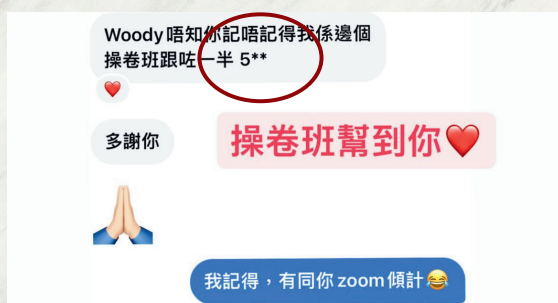 Woody唔知你記唔記得我係邊個
操卷班跟咗一半 5**
❤️
多謝你
操卷班幫到你❤️
🙏🏻
我記得，有同你 zoom 傾計😂